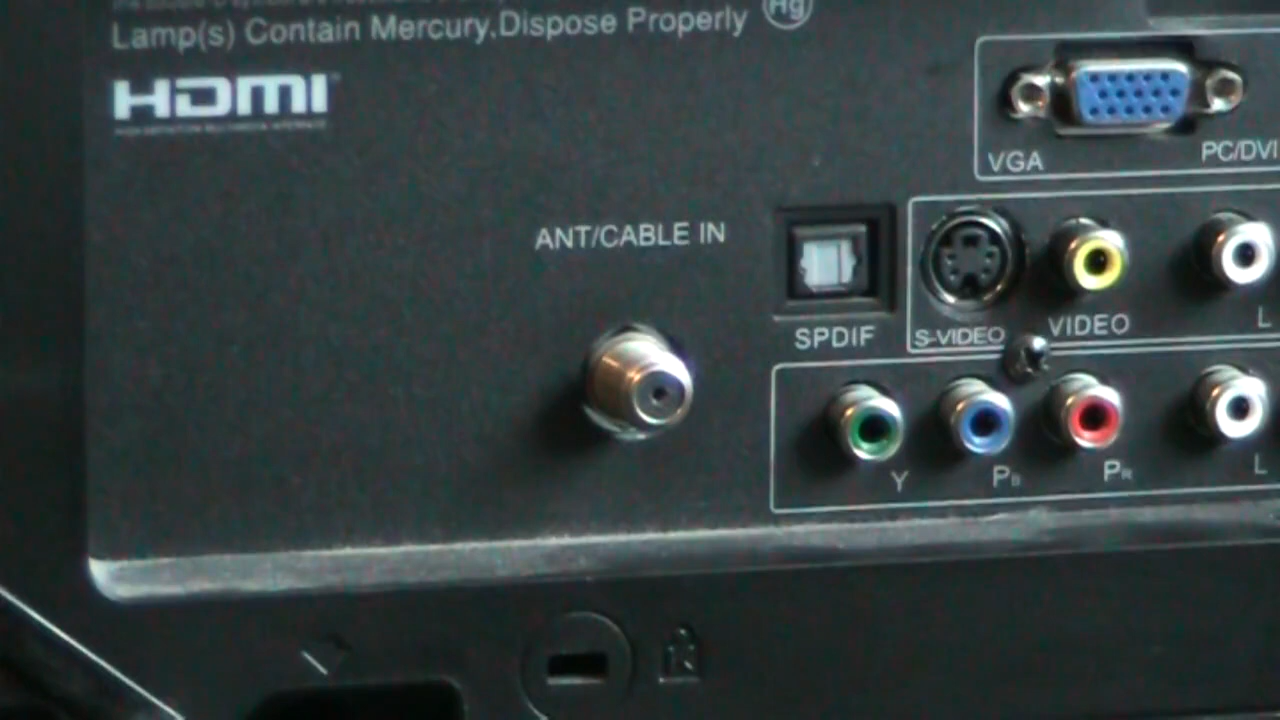 Lamp(s) Contain Mercury,Dispose Properly Hg
HDMI
VGA PC/DVI
ANT/CABLE IN
SPDIF
S-VIDEO VIDEO L
Y PB PR L